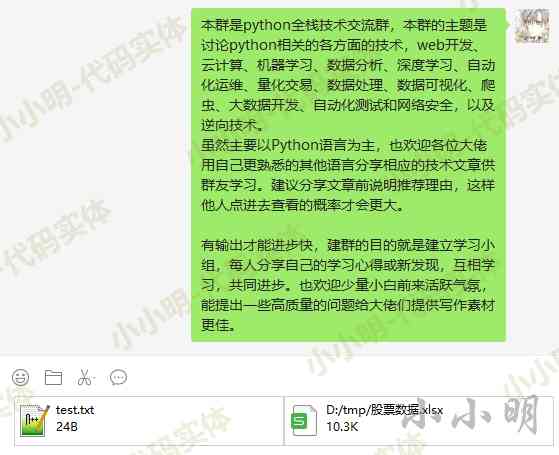 本群是python全栈技术交流群，本群的主题是
讨论python相关的各方面的技术，web开发、
云计算、机器学习、数据分析、深度学习、自动
化运维、量化交易、数据处理、数据可视化、爬
虫、大数据开发、自动化测试和网络安全，以及
逆向技术。
虽然主要以Python语言为主，也欢迎各位大佬
用自己更熟悉的其他语言分享相应的技术文章供
群友学习。建议分享文章前说明推荐理由，这样
他人点进去查看的概率才会更大。
有输出才能进步快，建群的目的就是建立学习小
组，每人分享自己的学习心得或新发现，互相学
习，共同进步。也欢迎少量小白前来活跃气氛，
能提出一些高质量的问题给大佬们提供写作素材
更佳。
test.txt
24B
D:/tmp/股票数据.xlsx
10.3K
小小明
小小明-代码实体